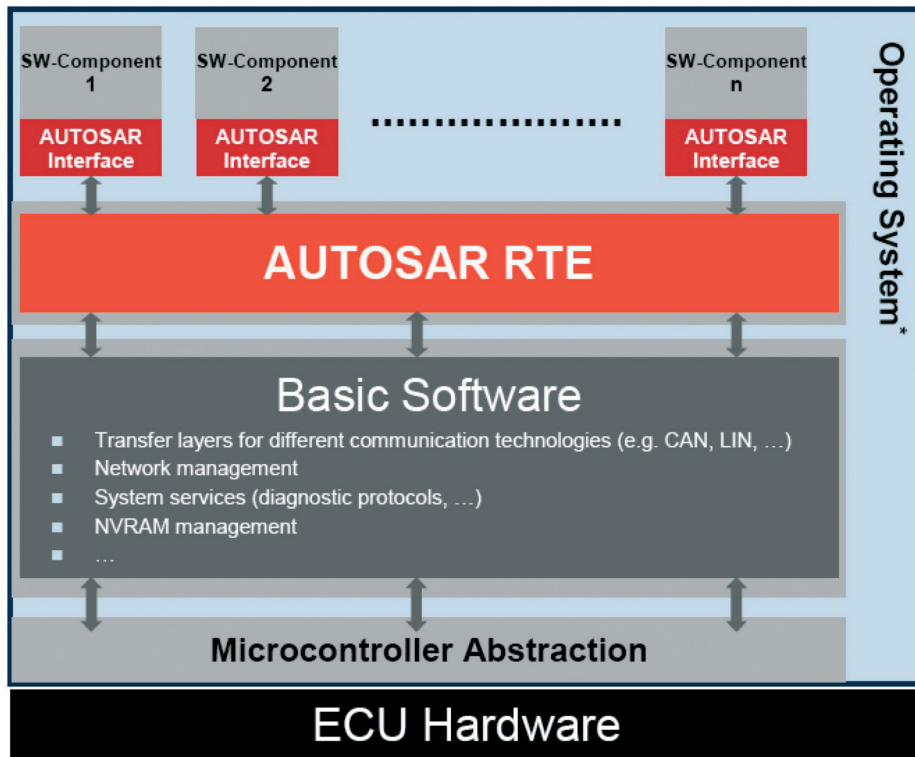 SW-Component
1
AUTOSAR
Interface
SW-Component
2
AUTOSAR
Interface
.....................
SW-Component
n
AUTOSAR
Interface
Operating System*
AUTOSAR RTE
Basic Software
■ Transfer layers for different communication technologies (e.g. CAN, LIN, …)
■ Network management
■ System services (diagnostic protocols, …)
■ NVRAM management
■ …
Microcontroller Abstraction
ECU Hardware